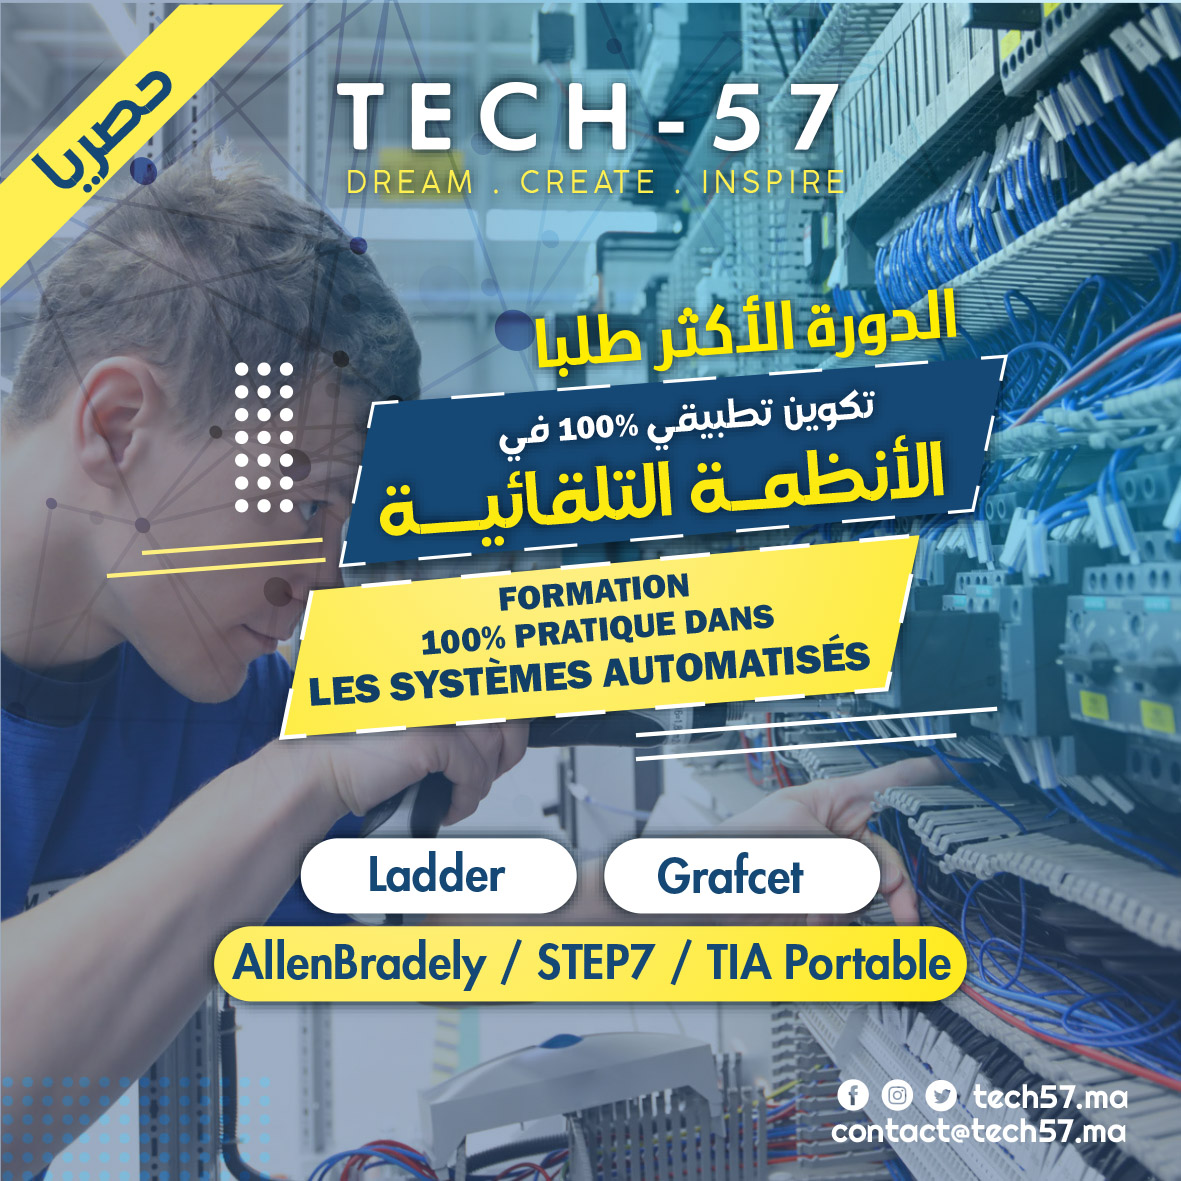 حصريا
TECH-57
DREAM . CREATE . INSPIRE
الدورة الأكثر طلبا
تكوين تطبيقي 100% في
الأنظمـة التلقائيـــة
FORMATION
100% PRATIQUE DANS
LES SYSTÈMES AUTOMATISÉS
Ladder
Grafcet
AllenBradely / STEP7 / TIA Portable
tech57.ma
contact@tech57.ma